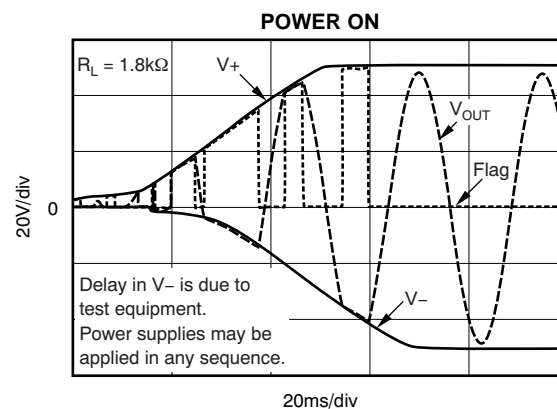 POWER ON
R_L = 1.8kΩ
V+
V_OUT
Flag
20V/div
0
Delay in V− is due to
test equipment.
Power supplies may be
applied in any sequence.
V−
20ms/div